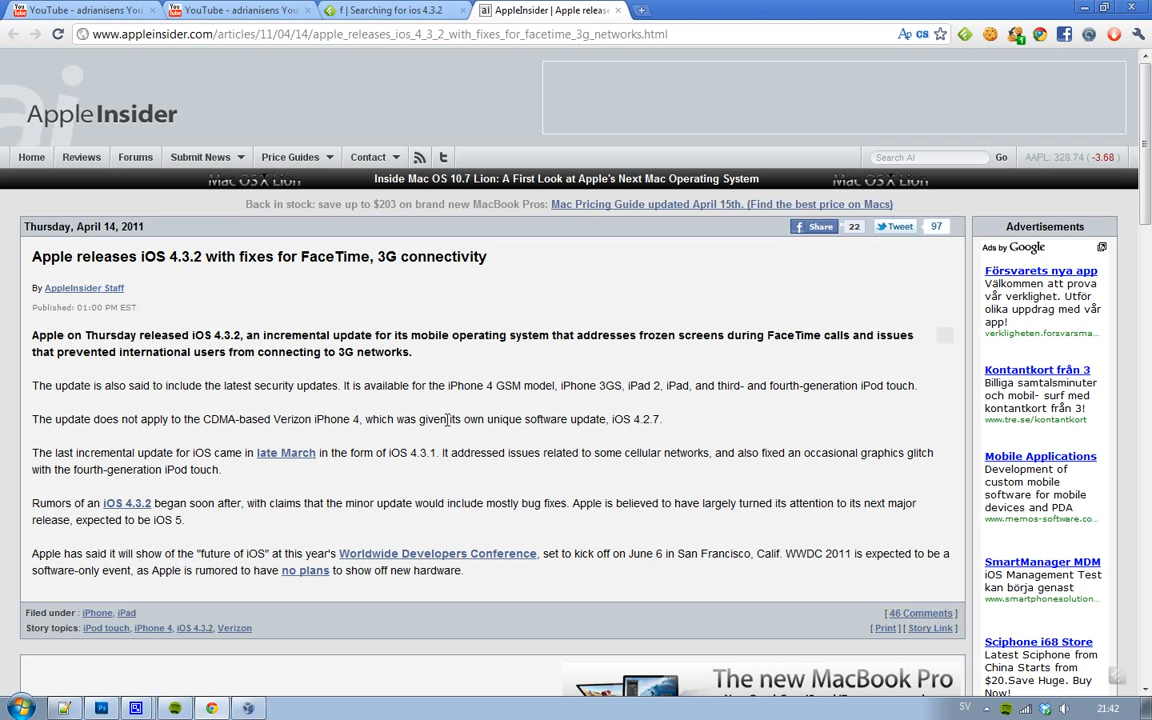 YouTube - adrianisens You
YouTube - adrianisens Vi
f | Searching for ios 4.3.2
AppleInsider | Apple releas
www.appleinsider.com/articles/11/04/14/apple_releases_ios_4_3_2_with_fixes_for_facetime_3g_networks.html
AppleInsider
Home Reviews Forums Submit News Price Guides Contact Search AI Go AAPL: 328.74 ( -3.68 )
Mac OS X Lion Inside Mac OS 10.7 Lion: A First Look at Apple's Next Mac Operating System Mac OS X Lion
Back in stock: save up to $203 on brand new MacBook Pros: Mac Pricing Guide updated April 15th. (Find the best price on Macs)
Thursday, April 14, 2011 Share 22 Tweet 97
Apple releases iOS 4.3.2 with fixes for FaceTime, 3G connectivity
By AppleInsider Staff
Published: 01:00 PM EST
Apple on Thursday released iOS 4.3.2, an incremental update for its mobile operating system that addresses frozen screens during FaceTime calls and issues
that prevented international users from connecting to 3G networks.
The update is also said to include the latest security updates. It is available for the iPhone 4 GSM model, iPhone 3GS, iPad 2, iPad, and third- and fourth-generation iPod touch.
The update does not apply to the CDMA-based Verizon iPhone 4, which was given its own unique software update, iOS 4.2.7.
The last incremental update for iOS came in late March in the form of iOS 4.3.1. It addressed issues related to some cellular networks, and also fixed an occasional graphics glitch
with the fourth-generation iPod touch.
Rumors of an iOS 4.3.2 began soon after, with claims that the minor update would include mostly bug fixes. Apple is believed to have largely turned its attention to its next major
release, expected to be iOS 5.
Apple has said it will show of the "future of iOS" at this year's Worldwide Developers Conference, set to kick off on June 6 in San Francisco, Calif. WWDC 2011 is expected to be a
software-only event, as Apple is rumored to have no plans to show off new hardware.
Filed under : iPhone, iPad [ 46 Comments ]
Story topics: iPod touch, iPhone 4, iOS 4.3.2, Verizon [ Print ] [ Story Link ]
The new MacBook Pro
Advertisements
Ads by Google
Försvarets nya app
Välkommen att prova
vår verklighet. Utför
olika uppdrag med vår
app!
verkligheten.forsvarsma...
Kontantkort från 3
Billiga samtalsminuter
och mobil- surf med
kontantkort från 3!
www.tre.se/kontantkort
Mobile Applications
Development of
custom mobile
software for mobile
devices and PDA
www.memos-software.co...
SmartManager MDM
iOS Management Test
kan börja genast
www.smartphonesolution...
Sciphone i68 Store
Latest Sciphone from
China Starts from
$20.Save Huge. Buy
Now!
SV 21:42